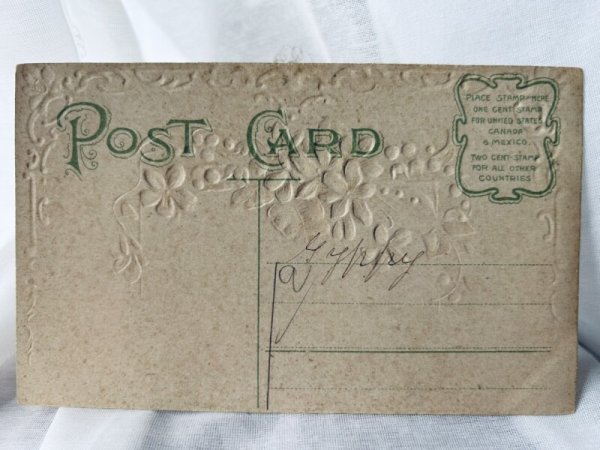 POST CARD
PLACE STAMP HERE
ONE CENT STAMP
FOR UNITED STATES
CANADA
& MEXICO.
TWO CENT STAMP
FOR ALL OTHER
COUNTRIES